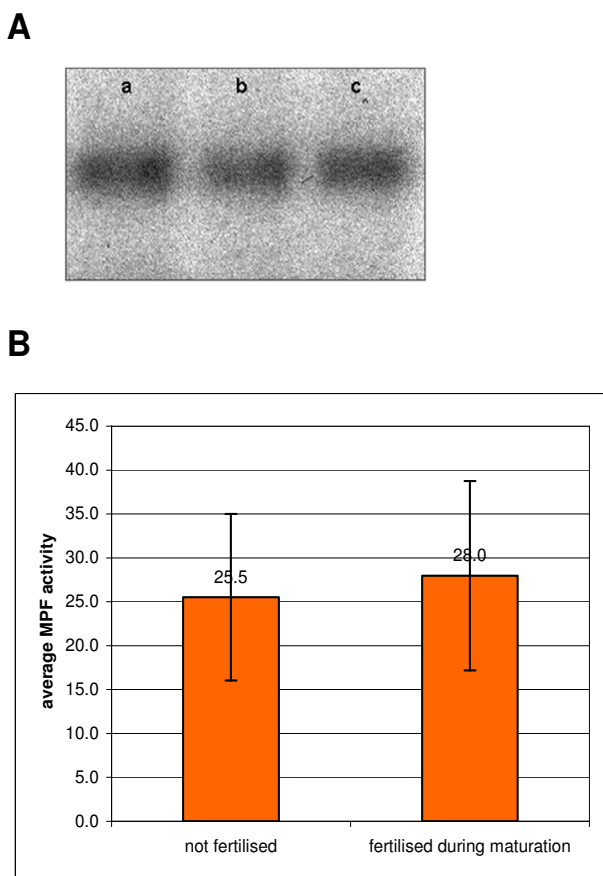 A
a b c
B
45.0
40.0
35.0
30.0
25.0
20.0
15.0
10.0
5.0
0.0
average MPF activity
25.5
28.0
not fertilised fertilised during maturation